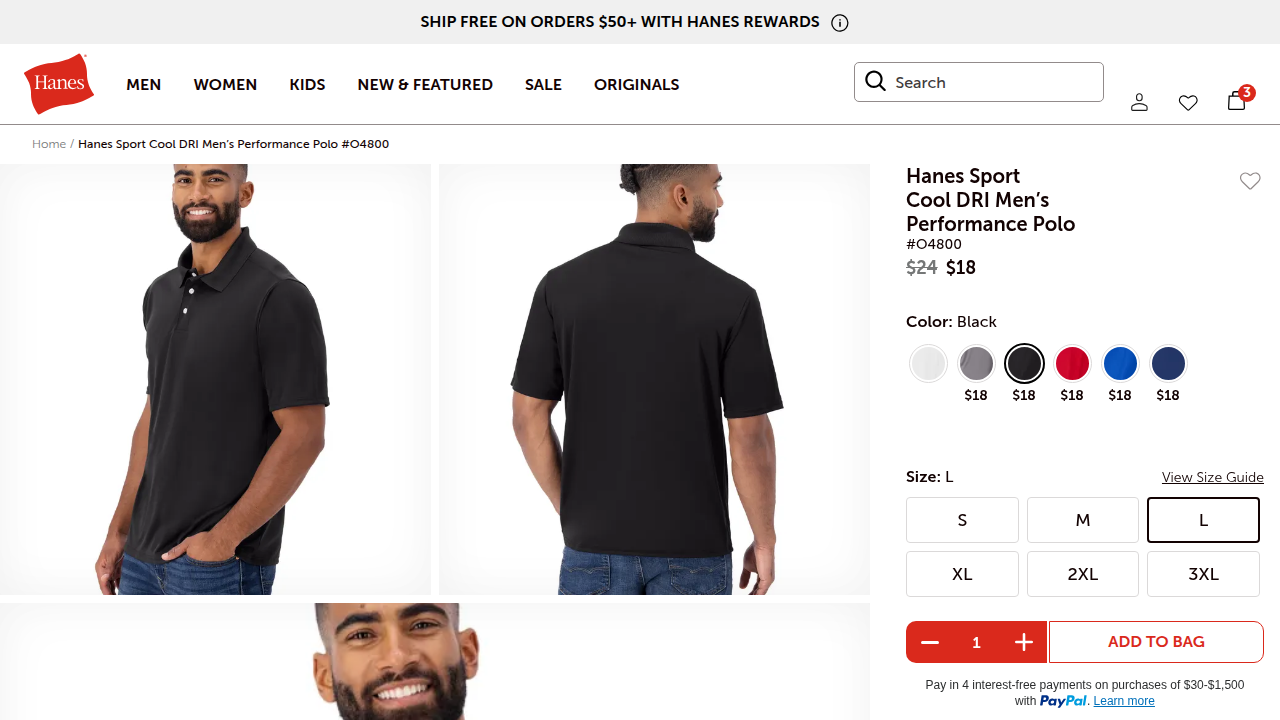 SHIP FREE ON ORDERS $50+ WITH HANES REWARDS
Hanes
MEN WOMEN KIDS NEW & FEATURED SALE ORIGINALS
Search
3
Home / Hanes Sport Cool DRI Men’s Performance Polo #O4800
Hanes Sport
Cool DRI Men’s
Performance Polo
#O4800
$24 $18
Color: Black
$18 $18 $18 $18 $18
Size: L
View Size Guide
S M L
XL 2XL 3XL
1
ADD TO BAG
Pay in 4 interest-free payments on purchases of $30-$1,500
with PayPal. Learn more